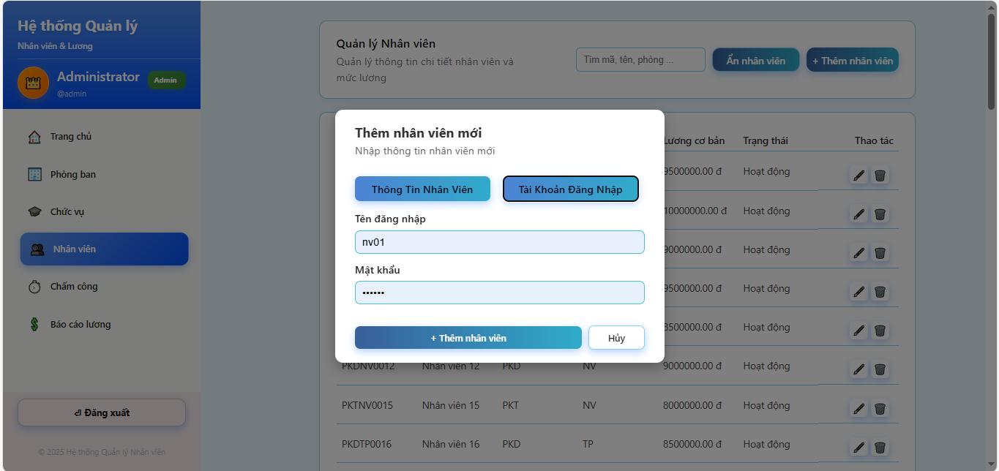 Hệ thống Quản lý
Nhân viên & Lương
Administrator
Admin
@admin
Trang chủ
Phòng ban
Chức vụ
Nhân viên
Chấm công
Báo cáo lương
Đăng xuất
© 2025 Hệ thống Quản lý Nhân viên
Quản lý Nhân viên
Quản lý thông tin chi tiết nhân viên và
mức lương
Tìm mã, tên, phòng ...
Ẩn nhân viên
+ Thêm nhân viên
Thêm nhân viên mới
Nhập thông tin nhân viên mới
Thông Tin Nhân Viên
Tài Khoản Đăng Nhập
Tên đăng nhập
nv01
Mật khẩu
••••••
+ Thêm nhân viên
Hủy
Lương cơ bản Trạng thái Thao tác
9500000.00 đ Hoạt động
10000000.00 đ Hoạt động
9000000.00 đ Hoạt động
9500000.00 đ Hoạt động
8500000.00 đ Hoạt động
PKDNV0012 Nhân viên 12 PKD NV 9000000.00 đ Hoạt động
PKTNV0015 Nhân viên 15 PKT NV 8000000.00 đ Hoạt động
PKDTP0016 Nhân viên 16 PKD TP 8500000.00 đ Hoạt động